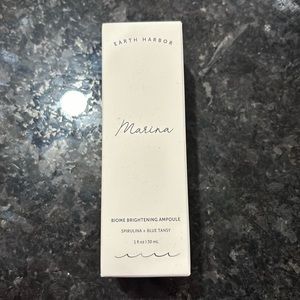 EARTH HARBOR
Marina
BIOME BRIGHTENING AMPOULE
SPIRULINA + BLUE TANSY
1 fl oz | 30 mL